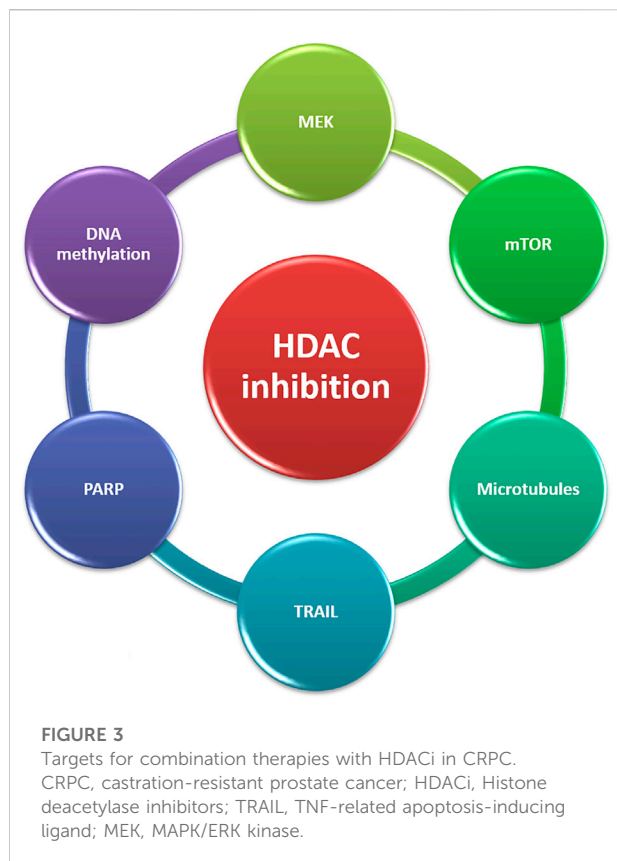 MEK
DNA
methylation
mTOR
HDAC
inhibition
PARP
Microtubules
TRAIL
FIGURE 3
Targets for combination therapies with HDACi in CRPC.
CRPC, castration-resistant prostate cancer; HDACi, Histone
deacetylase inhibitors; TRAIL, TNF-related apoptosis-inducing
ligand; MEK, MAPK/ERK kinase.